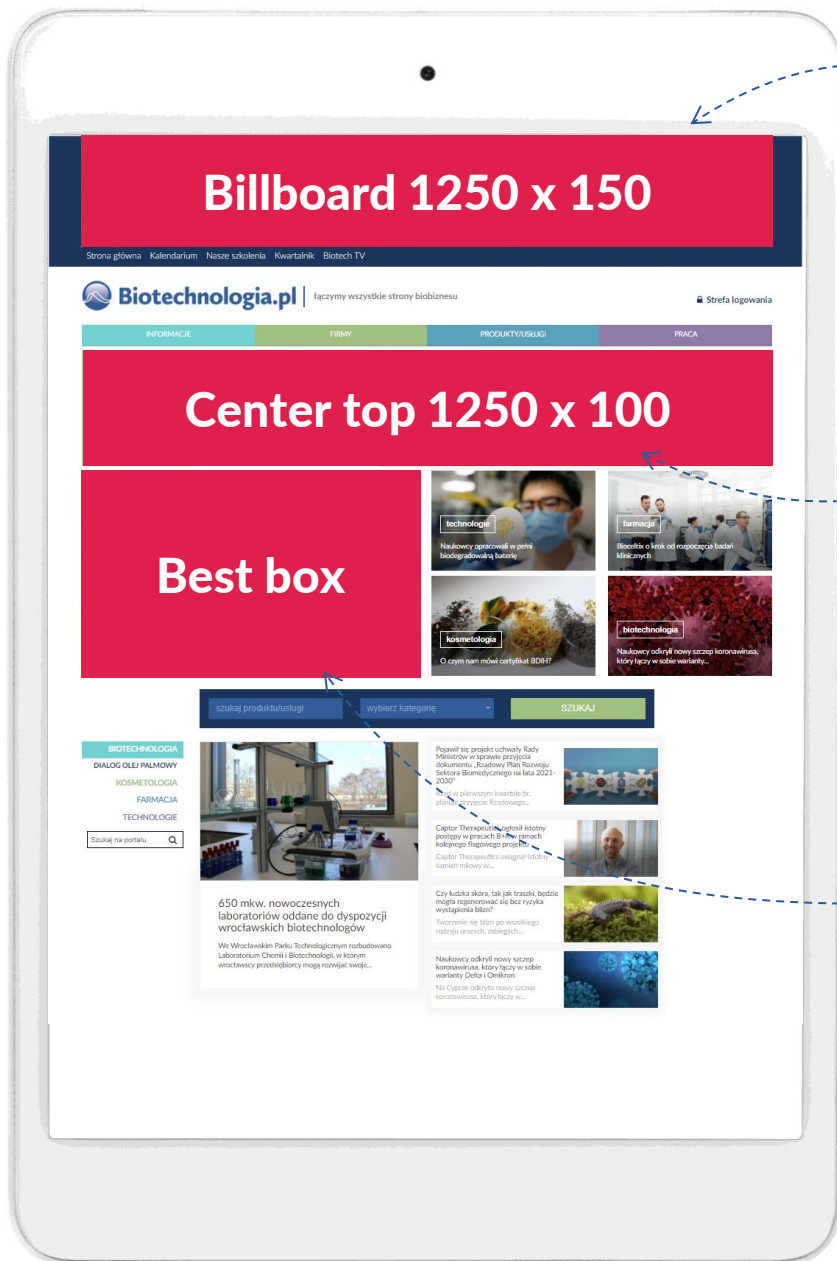 Billboard 1250 x 150
Strona główna Kalendarium Nasze szkolenia Kwartalnik Biotech TV
Biotechnologia.pl
łączymy wszystkie strony biobiznesu
Strefa logowania
INFORMACJE FIRMY PRODUKTY/USŁUGI PRACA
Center top 1250 x 100
Best box
technologie
Naukowcy opracowali w pełni
biodegradowalną baterię
farmacja
Bioceltix o krok od rozpoczęcia badań
klinicznych
kosmetologia
O czym nam mówi certyfikat BDIH?
biotechnologia
Naukowcy odkryli nowy szczep koronawirusa,
który łączy w sobie warianty...
szukaj produktu/usługi wybierz kategorię SZUKAJ
BIOTECHNOLOGIA
DIALOG OLEJ PALMOWY
KOSMETOLOGIA
FARMACJA
TECHNOLOGIE
Szukaj na portalu
650 mkw. nowoczesnych
laboratoriów oddane do dyspozycji
wrocławskich biotechnologów
We Wrocławskim Parku Technologicznym rozbudowano
Laboratorium Chemii i Biotechnologii, w którym
wrocławscy przedsiębiorcy mogą rozwijać swoje...
Pojawił się projekt uchwały Rady
Ministrów w sprawie przyjęcia
dokumentu „Rządowy Plan Rozwoju
Sektora Biomedycznego na lata 2021-
2030”
Rząd w pierwszym kwartale br.
planuje przyjęcie Rządowego...
Captor Therapeutics ogłosił istotny
postępy w pracach B+R w ramach
kolejnego flagowego projektu
Captor Therapeutics osiągnął istotny
kamień milowy w...
Czy ludzka skóra, tak jak traszki, będzie
mogła regenerować się bez ryzyka
wystąpienia blizn?
Tworzenie się blizn po wszelkiego
rodzaju urazach, zabiegach...
Naukowcy odkryli nowy szczep
koronawirusa, który łączy w sobie
warianty Delta i Omikron
Na Cyprze odkryto nowy szczep
koronawirusa, który łączy w...